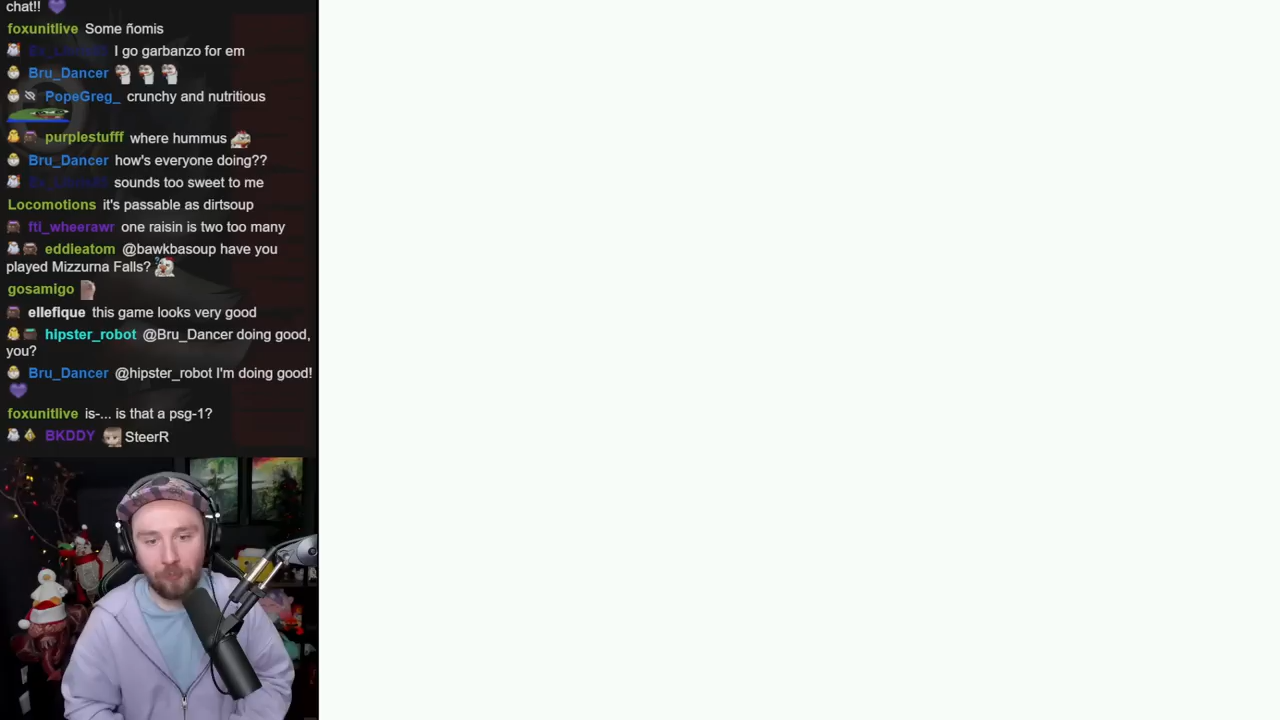 chat!!
foxunitlive Some ñomis
I go garbanzo for em
Bru_Dancer
PopeGreg_ crunchy and nutritious
purplestufff where hummus
Bru_Dancer how's everyone doing??
sounds too sweet to me
Locomotions it's passable as dirtsoup
ftl_wheerawr one raisin is two too many
eddieatom @bawkbasoup have you
played Mizzurna Falls?
gosamigo
ellefique this game looks very good
hipster_robot @Bru_Dancer doing good,
you?
Bru_Dancer @hipster_robot I'm doing good!
foxunitlive is-... is that a psg-1?
BKDDY SteerR